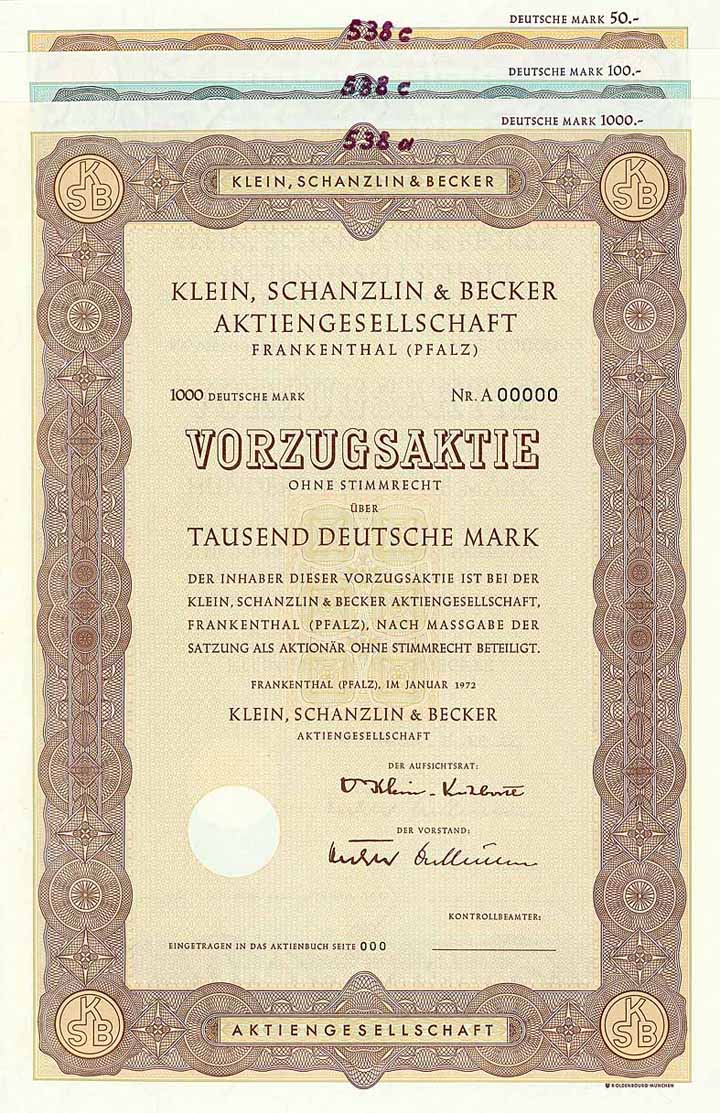 DEUTSCHE MARK 50.-
538 c
DEUTSCHE MARK 100.-
538 c
DEUTSCHE MARK 1000.-
538 a
KSB
KLEIN, SCHANZLIN & BECKER
KSB
KLEIN, SCHANZLIN & BECKER
AKTIENGESELLSCHAFT
FRANKENTHAL (PFALZ)
1000 DEUTSCHE MARK
NR. A 00000
VORZUGSAKTIE
OHNE STIMMRECHT
ÜBER
TAUSEND DEUTSCHE MARK
DER INHABER DIESER VORZUGSAKTIE IST BEI DER
KLEIN, SCHANZLIN & BECKER AKTIENGESELLSCHAFT,
FRANKENTHAL (PFALZ), NACH MASSGABE DER
SATZUNG ALS AKTIONÄR OHNE STIMMRECHT BETEILIGT.
FRANKENTHAL (PFALZ), IM JANUAR 1972
KLEIN, SCHANZLIN & BECKER
AKTIENGESELLSCHAFT
DER AUFSICHTSRAT:
DER VORSTAND:
KONTROLLBEAMTER:
EINGETRAGEN IN DAS AKTIENBUCH SEITE 000
KSB
AKTIENGESELLSCHAFT
KSB
R. OLDENBOURG MÜNCHEN